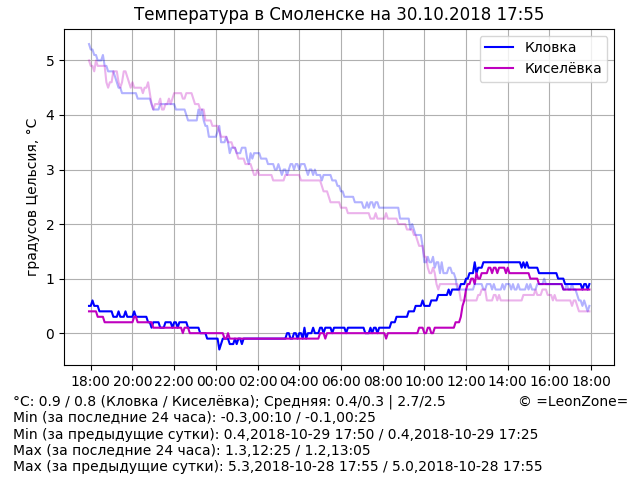 Температура в Смоленске на 30.10.2018 17:55
Кловка
Киселёвка
градусов Цельсия, °C
5
4
3
2
1
0
18:00 20:00 22:00 00:00 02:00 04:00 06:00 08:00 10:00 12:00 14:00 16:00 18:00
°C: 0.9 / 0.8 (Кловка / Киселёвка); Средняя: 0.4/0.3 | 2.7/2.5 © =LeonZone=
Min (за последние 24 часа): -0.3,00:10 / -0.1,00:25
Min (за предыдущие сутки): 0.4,2018-10-29 17:50 / 0.4,2018-10-29 17:25
Max (за последние 24 часа): 1.3,12:25 / 1.2,13:05
Max (за предыдущие сутки): 5.3,2018-10-28 17:55 / 5.0,2018-10-28 17:55